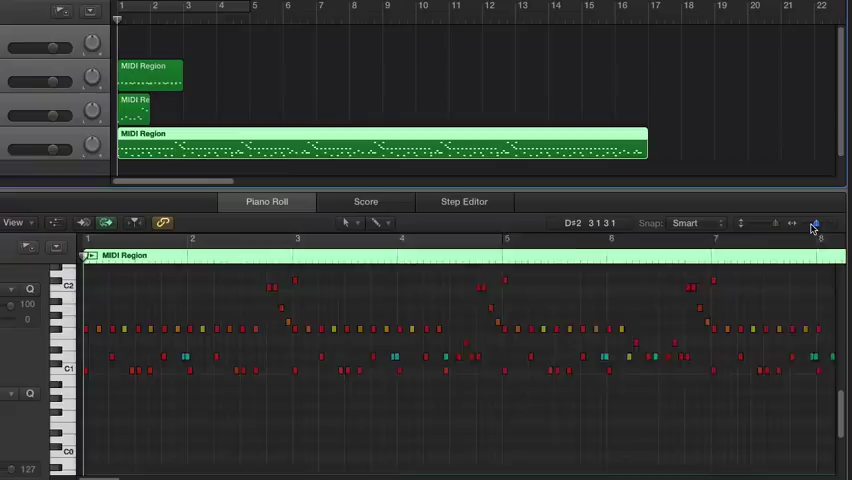 1 2 3 4 5 6 7 8 9 10 11 12 13 14 15 16 17 18 19 20 21 22
MIDI Region
MIDI Re
MIDI Region
Piano Roll Score Step Editor
View D#2 3 1 3 1 Snap: Smart
1 2 3 4 5 6 7 8
MIDI Region
Q C2
100
0
C1
Q
C0
127